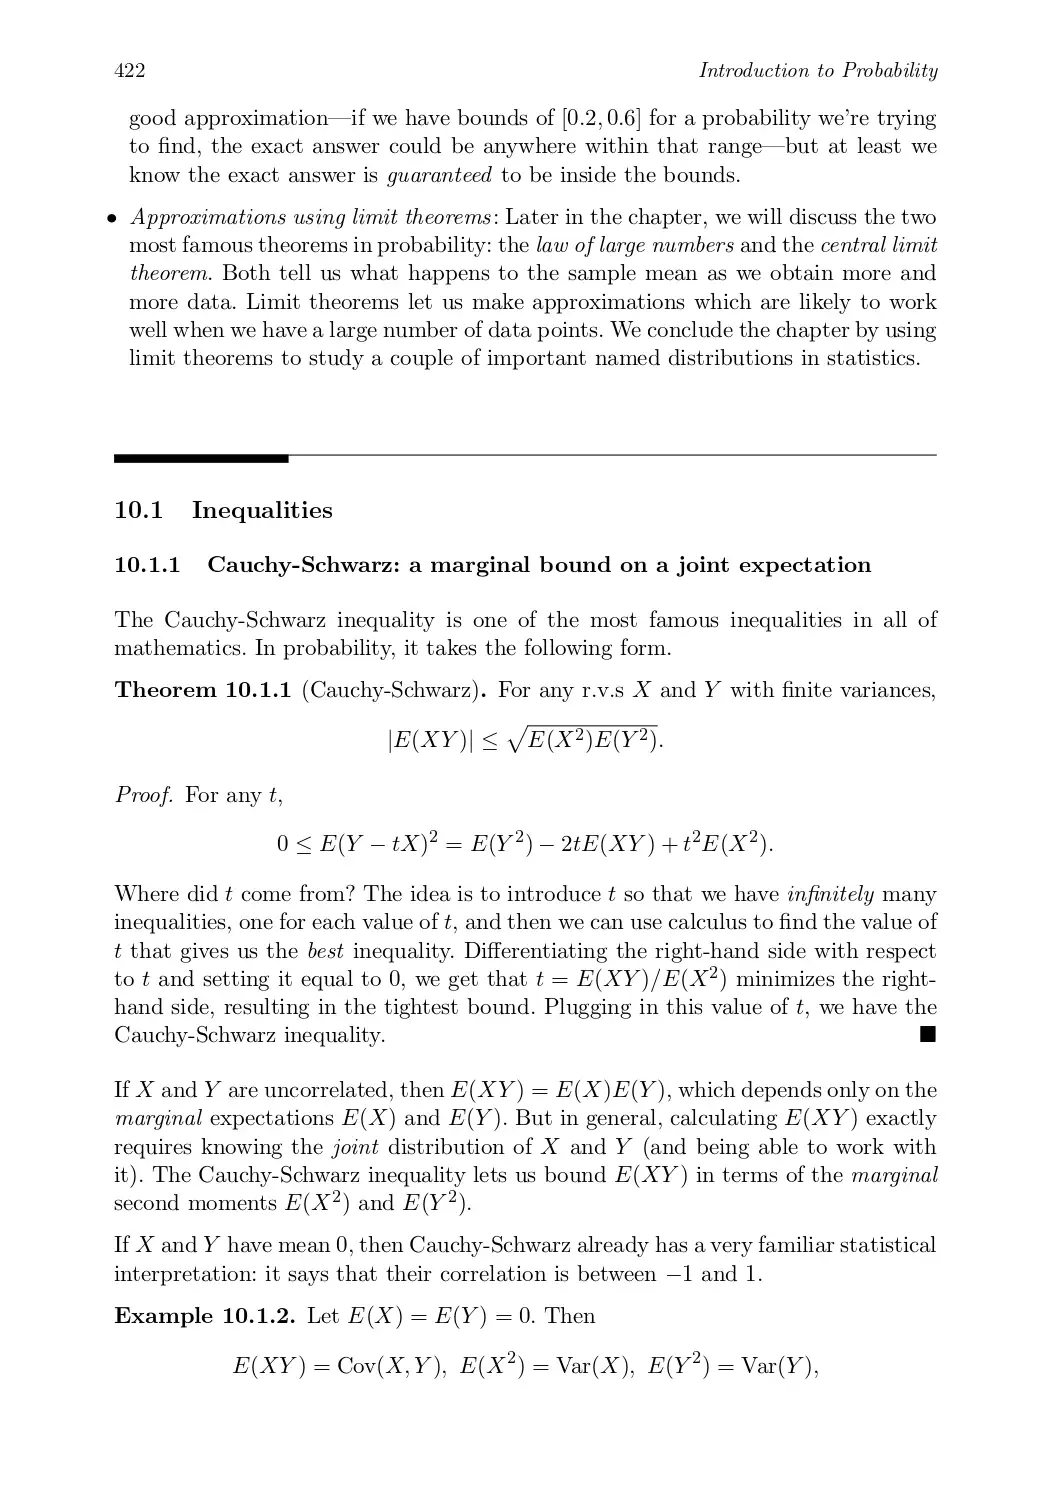 422 Introduction to Probability
good approximation—if we have bounds of [0.2, 0.6] for a probability we're trying
to find, the exact answer could be anywhere within that range—but at least we
know the exact answer is guaranteed to be inside the bounds.
• Approximations using limit theorems: Later in the chapter, we will discuss the two
most famous theorems in probability: the law of large numbers and the central limit
theorem. Both tell us what happens to the sample mean as we obtain more and
more data. Limit theorems let us make approximations which are likely to work
well when we have a large number of data points. We conclude the chapter by using
limit theorems to study a couple of important named distributions in statistics.
10.1 Inequalities
10.1.1 Cauchy-Schwarz: a marginal bound on a joint expectation
The Cauchy-Schwarz inequality is one of the most famous inequalities in all of
mathematics. In probability, it takes the following form.
Theorem 10.1.1 (Cauchy-Schwarz). For any r.v.s X and Y with finite variances,
|E(XY)| ≤ √E(X²)E(Y²).
Proof. For any t,
0 ≤ E(Y − tX)² = E(Y²) − 2tE(XY) + t²E(X²).
Where did t come from? The idea is to introduce t so that we have infinitely many
inequalities, one for each value of t, and then we can use calculus to find the value of
t that gives us the best inequality. Differentiating the right-hand side with respect
to t and setting it equal to 0, we get that t = E(XY)/E(X²) minimizes the right-
hand side, resulting in the tightest bound. Plugging in this value of t, we have the
Cauchy-Schwarz inequality. ■
If X and Y are uncorrelated, then E(XY) = E(X)E(Y), which depends only on the
marginal expectations E(X) and E(Y). But in general, calculating E(XY) exactly
requires knowing the joint distribution of X and Y (and being able to work with
it). The Cauchy-Schwarz inequality lets us bound E(XY) in terms of the marginal
second moments E(X²) and E(Y²).
If X and Y have mean 0, then Cauchy-Schwarz already has a very familiar statistical
interpretation: it says that their correlation is between −1 and 1.
Example 10.1.2. Let E(X) = E(Y) = 0. Then
E(XY) = Cov(X, Y), E(X²) = Var(X), E(Y²) = Var(Y),